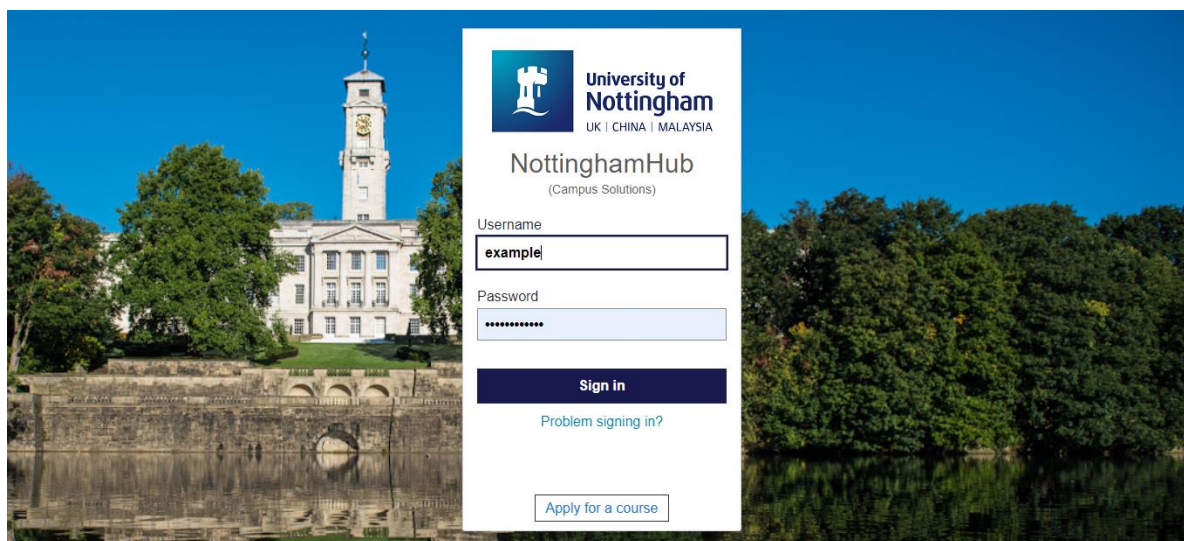 University of
Nottingham
UK | CHINA | MALAYSIA
NottinghamHub
(Campus Solutions)
Username
example
Password
••••••••••••
Sign in
Problem signing in?
Apply for a course